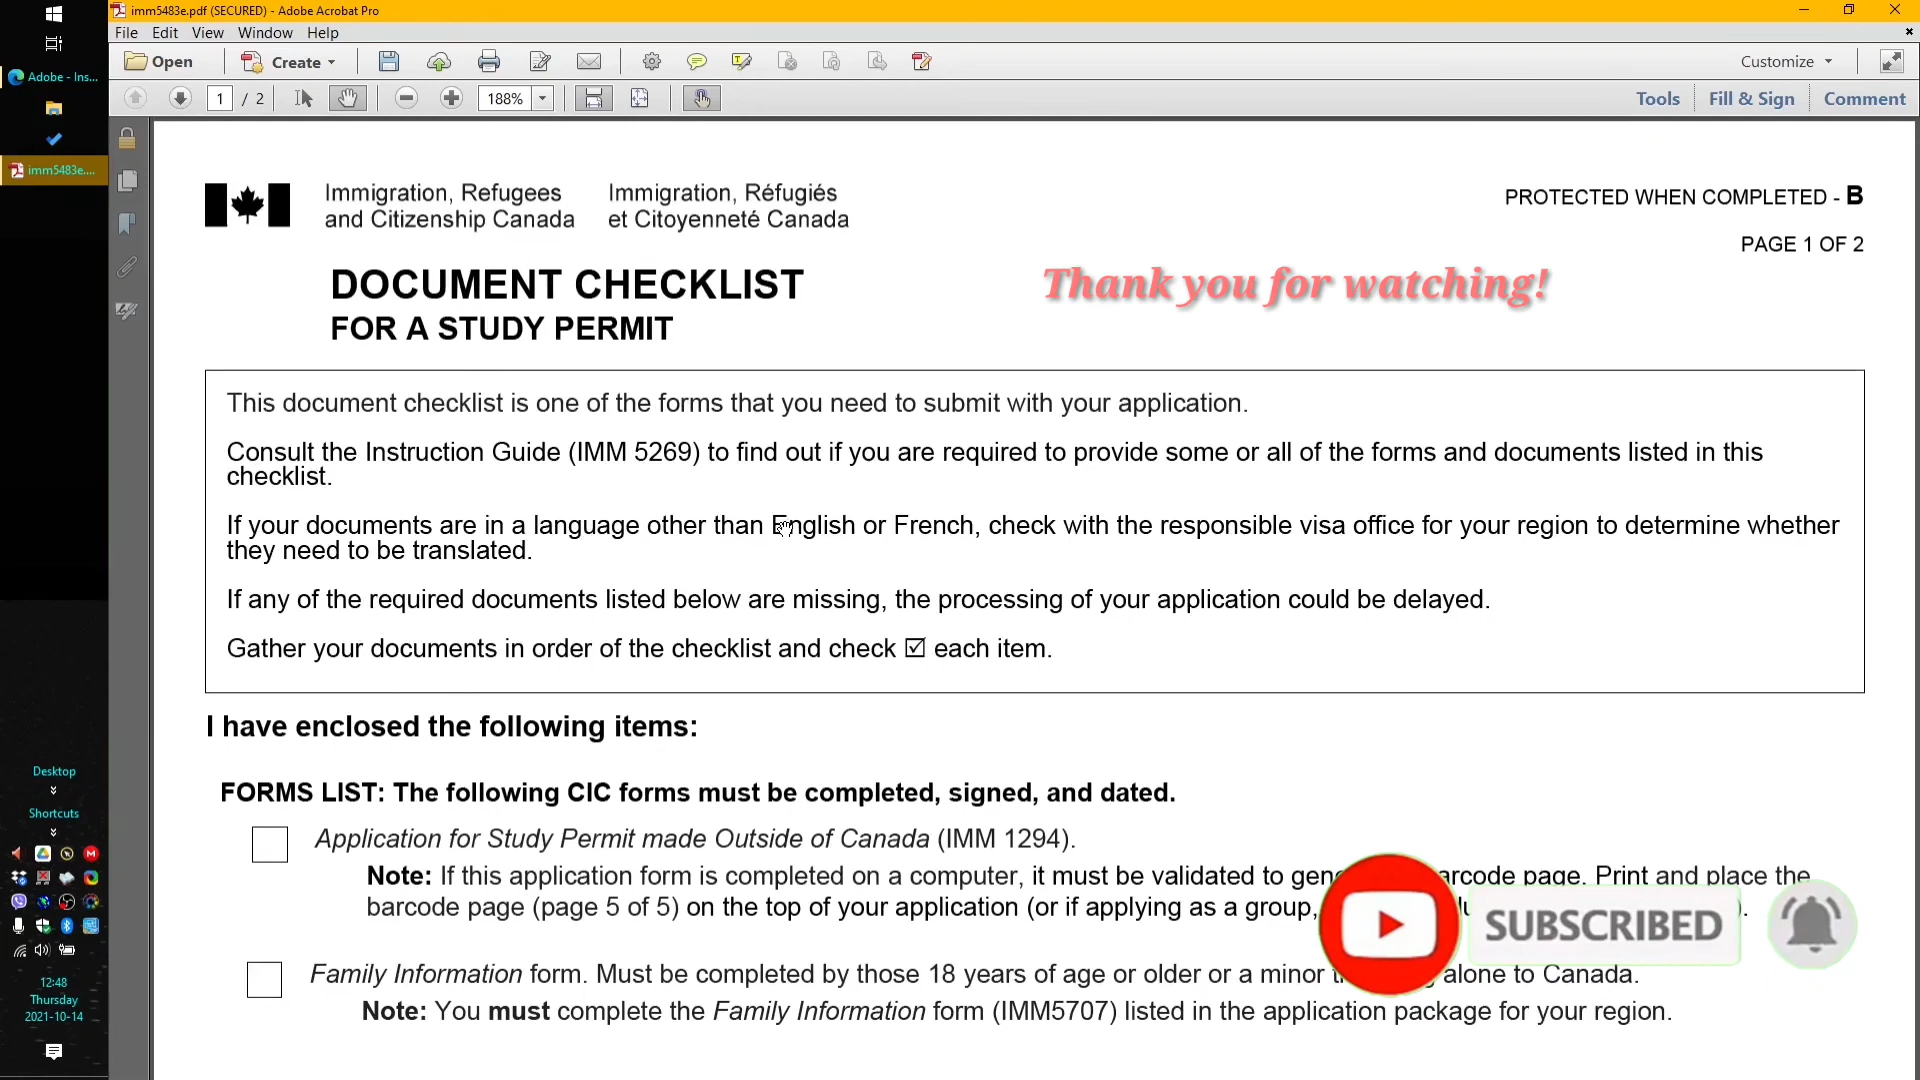 imm5483e.pdf (SECURED) - Adobe Acrobat Pro
File Edit View Window Help
Adobe - Ins...
Open Create Customize
1 / 2 188% Tools Fill & Sign Comment
imm5483e....
Immigration, Refugees
and Citizenship Canada
Immigration, Réfugiés
et Citoyenneté Canada
PROTECTED WHEN COMPLETED - B
PAGE 1 OF 2
DOCUMENT CHECKLIST
FOR A STUDY PERMIT
Thank you for watching!
This document checklist is one of the forms that you need to submit with your application.
Consult the Instruction Guide (IMM 5269) to find out if you are required to provide some or all of the forms and documents listed in this
checklist.
If your documents are in a language other than English or French, check with the responsible visa office for your region to determine whether
they need to be translated.
If any of the required documents listed below are missing, the processing of your application could be delayed.
Gather your documents in order of the checklist and check ☑ each item.
I have enclosed the following items:
FORMS LIST: The following CIC forms must be completed, signed, and dated.
Application for Study Permit made Outside of Canada (IMM 1294).
Note: If this application form is completed on a computer, it must be validated to page. Print and place the
barcode page (page 5 of 5) on the top of your application (or if applying as a group,
Family Information form. Must be completed by those 18 years of age or older or a minor alone to Canada.
Note: You must complete the Family Information form (IMM5707) listed in the application package for your region.
SUBSCRIBED
Desktop
Shortcuts
12:48
Thursday
2021-10-14